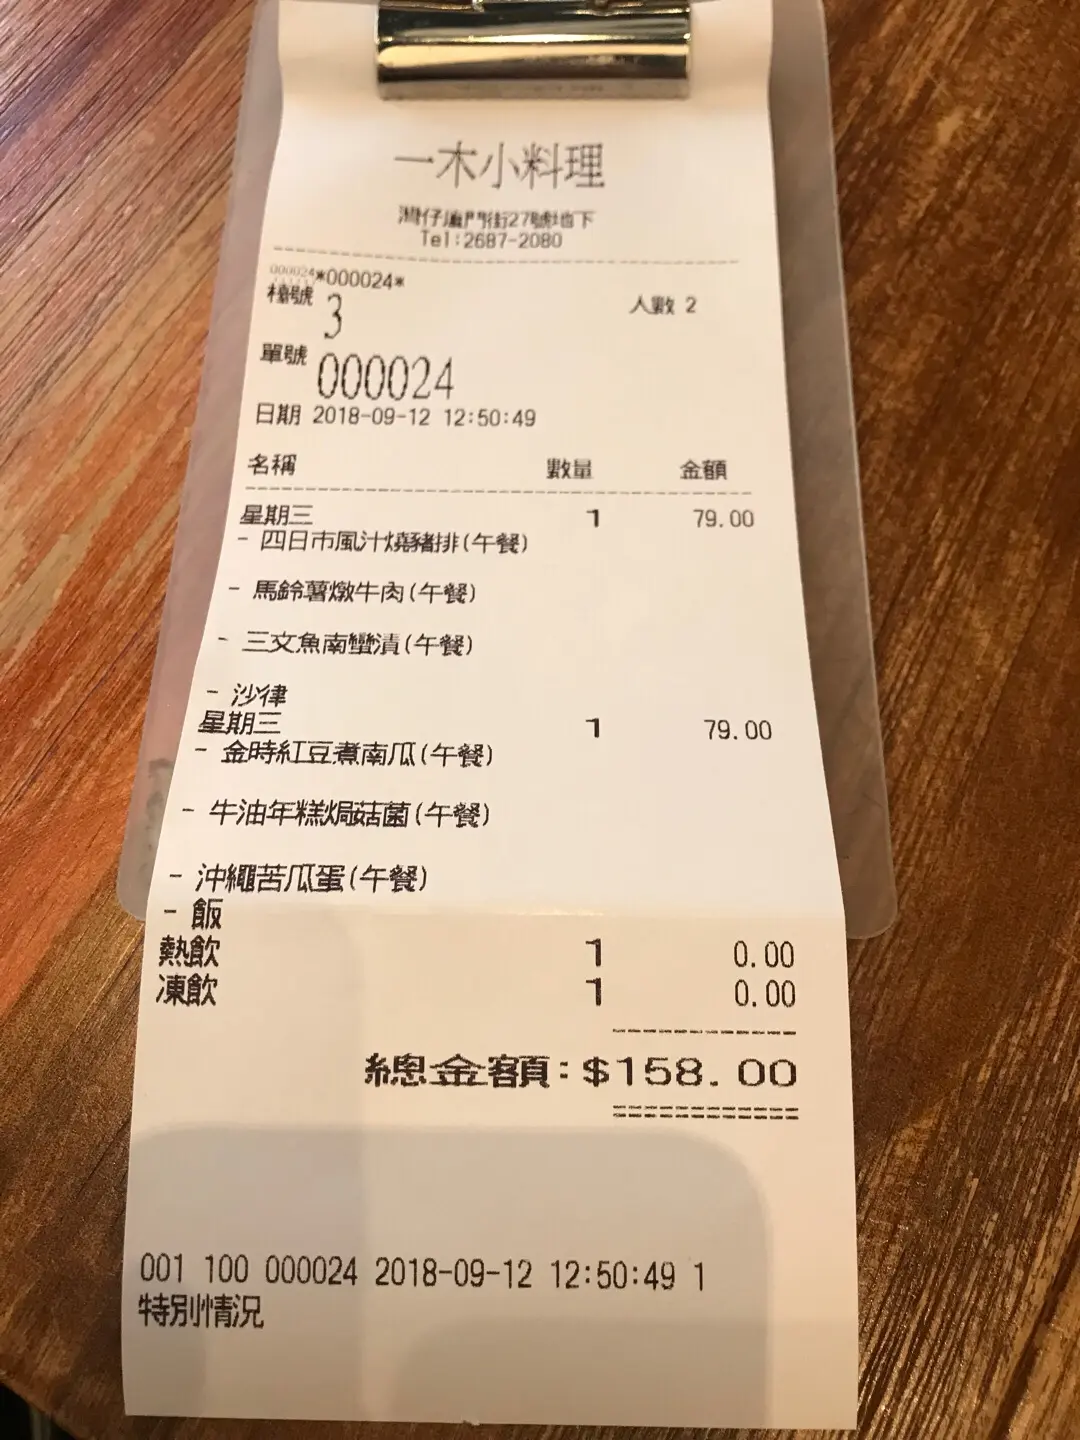 一木小料理
灣仔廈門街27號地下
Tel:2687-2080
000024*000024*
檯號 3 人數 2
單號 000024
日期 2018-09-12 12:50:49
名稱 數量 金額
星期三 1 79.00
- 四日市風汁燒豬排(午餐)
- 馬鈴薯燉牛肉(午餐)
- 三文魚南蠻漬(午餐)
- 沙律
星期三 1 79.00
- 金時紅豆煮南瓜(午餐)
- 牛油年糕焗菇菌(午餐)
- 沖繩苦瓜蛋(午餐)
- 飯
熱飲 1 0.00
凍飲 1 0.00
總金額:$158.00
001 100 000024 2018-09-12 12:50:49 1
特別情況